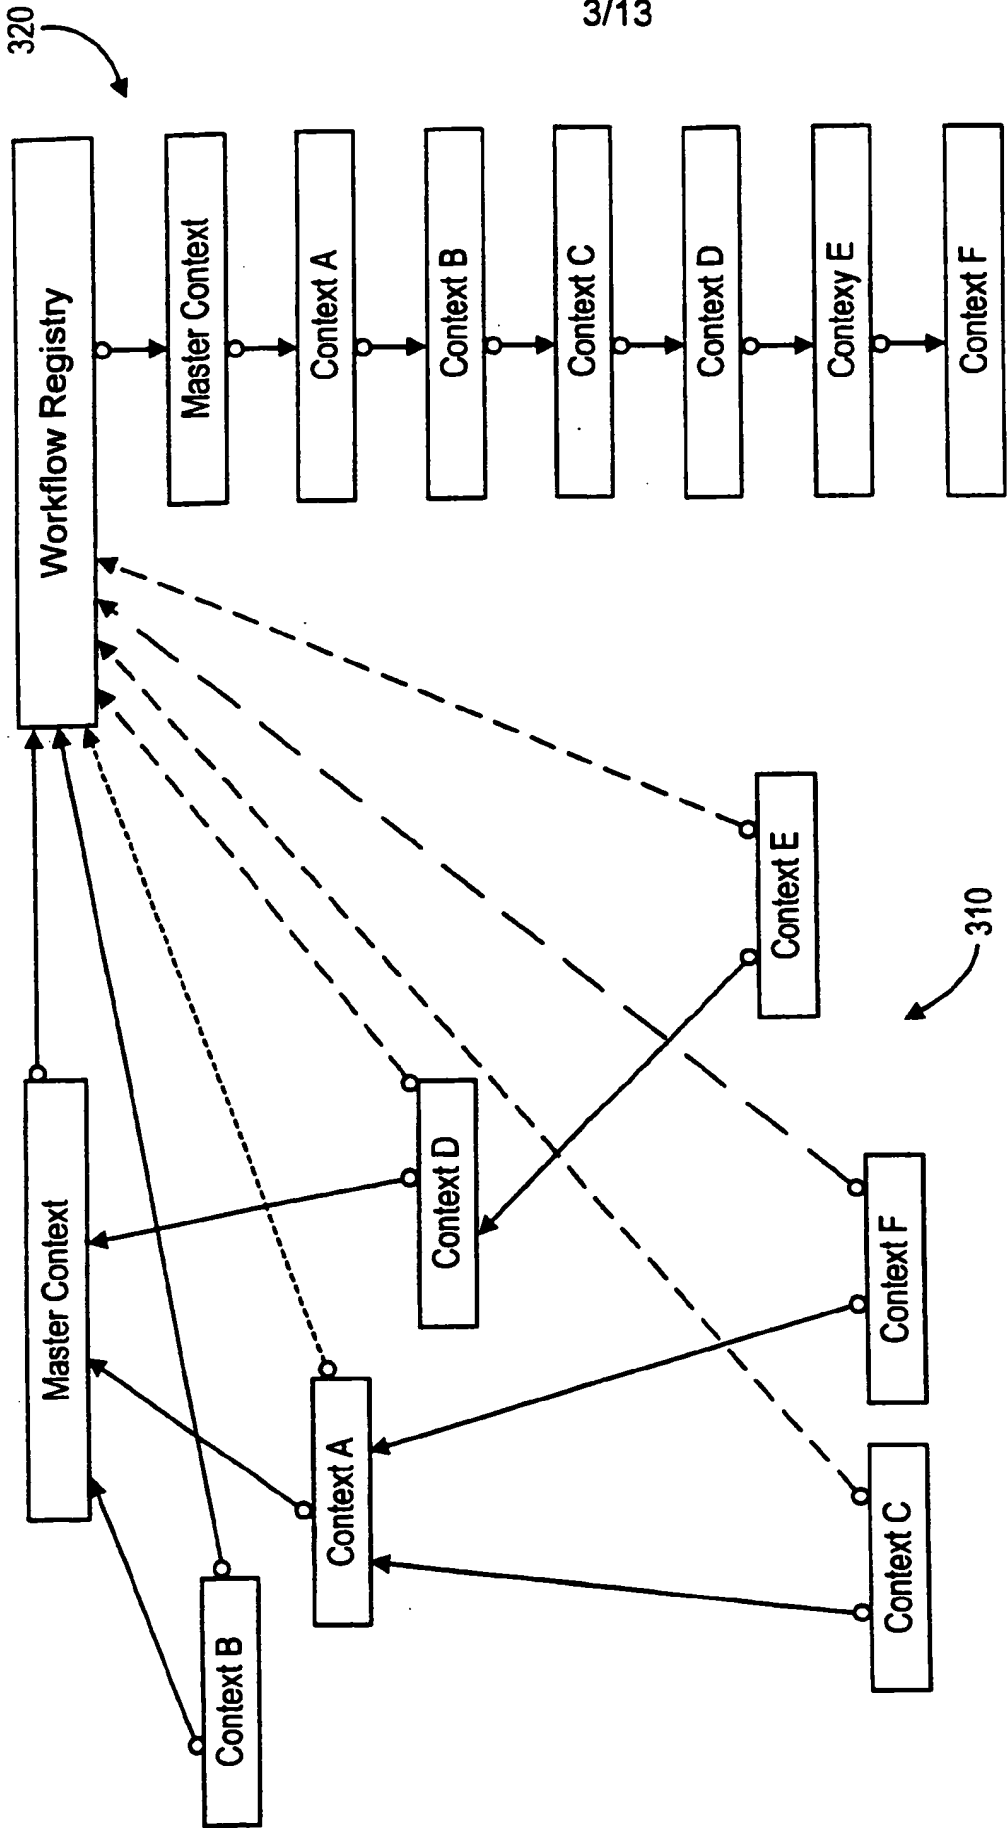 3/13
320
Workflow Registry
Master Context
Context A
Context B
Context C
Context D
Contexy E
Context F
Master Context
Context B
Context A
Context D
Context E
Context C
Context F
310